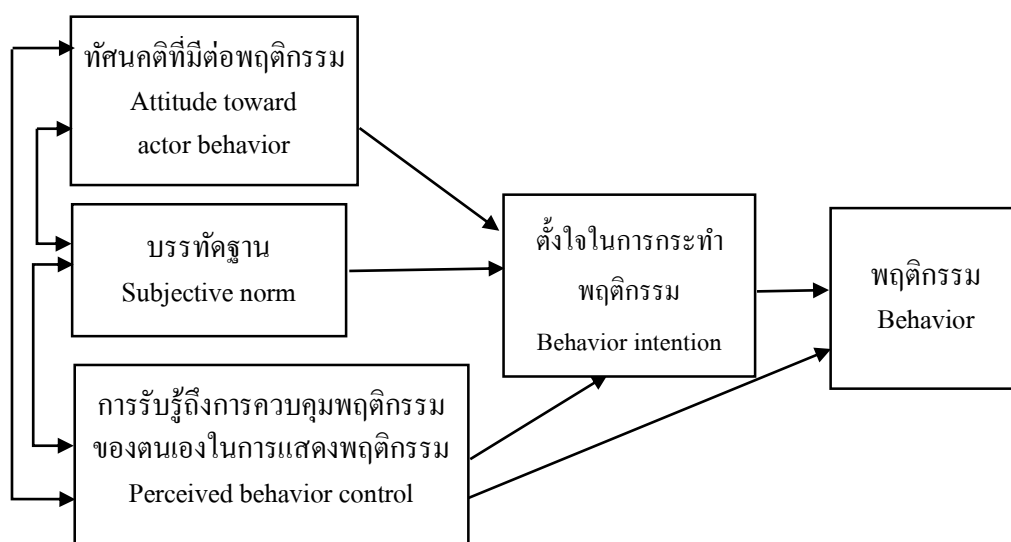 ทัศนคติที่มีต่อพฤติกรรม
Attitude toward
actor behavior
บรรทัดฐาน
Subjective norm
การรับรู้ถึงการควบคุมพฤติกรรม
ของตนเองในการแสดงพฤติกรรม
Perceived behavior control
ตั้งใจในการกระทำ
พฤติกรรม
Behavior intention
พฤติกรรม
Behavior